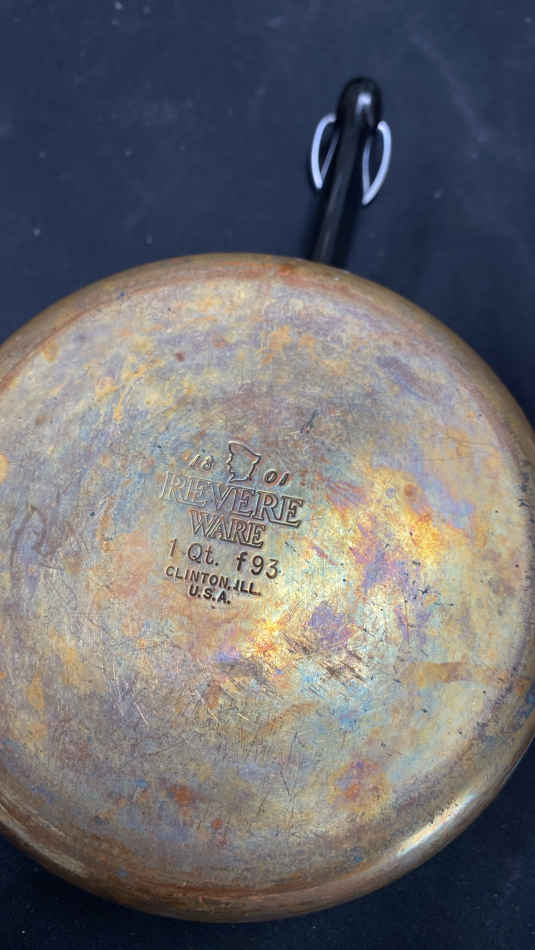 18 01
REVERE
WARE
1 Qt. f93
CLINTON, ILL.
U.S.A.